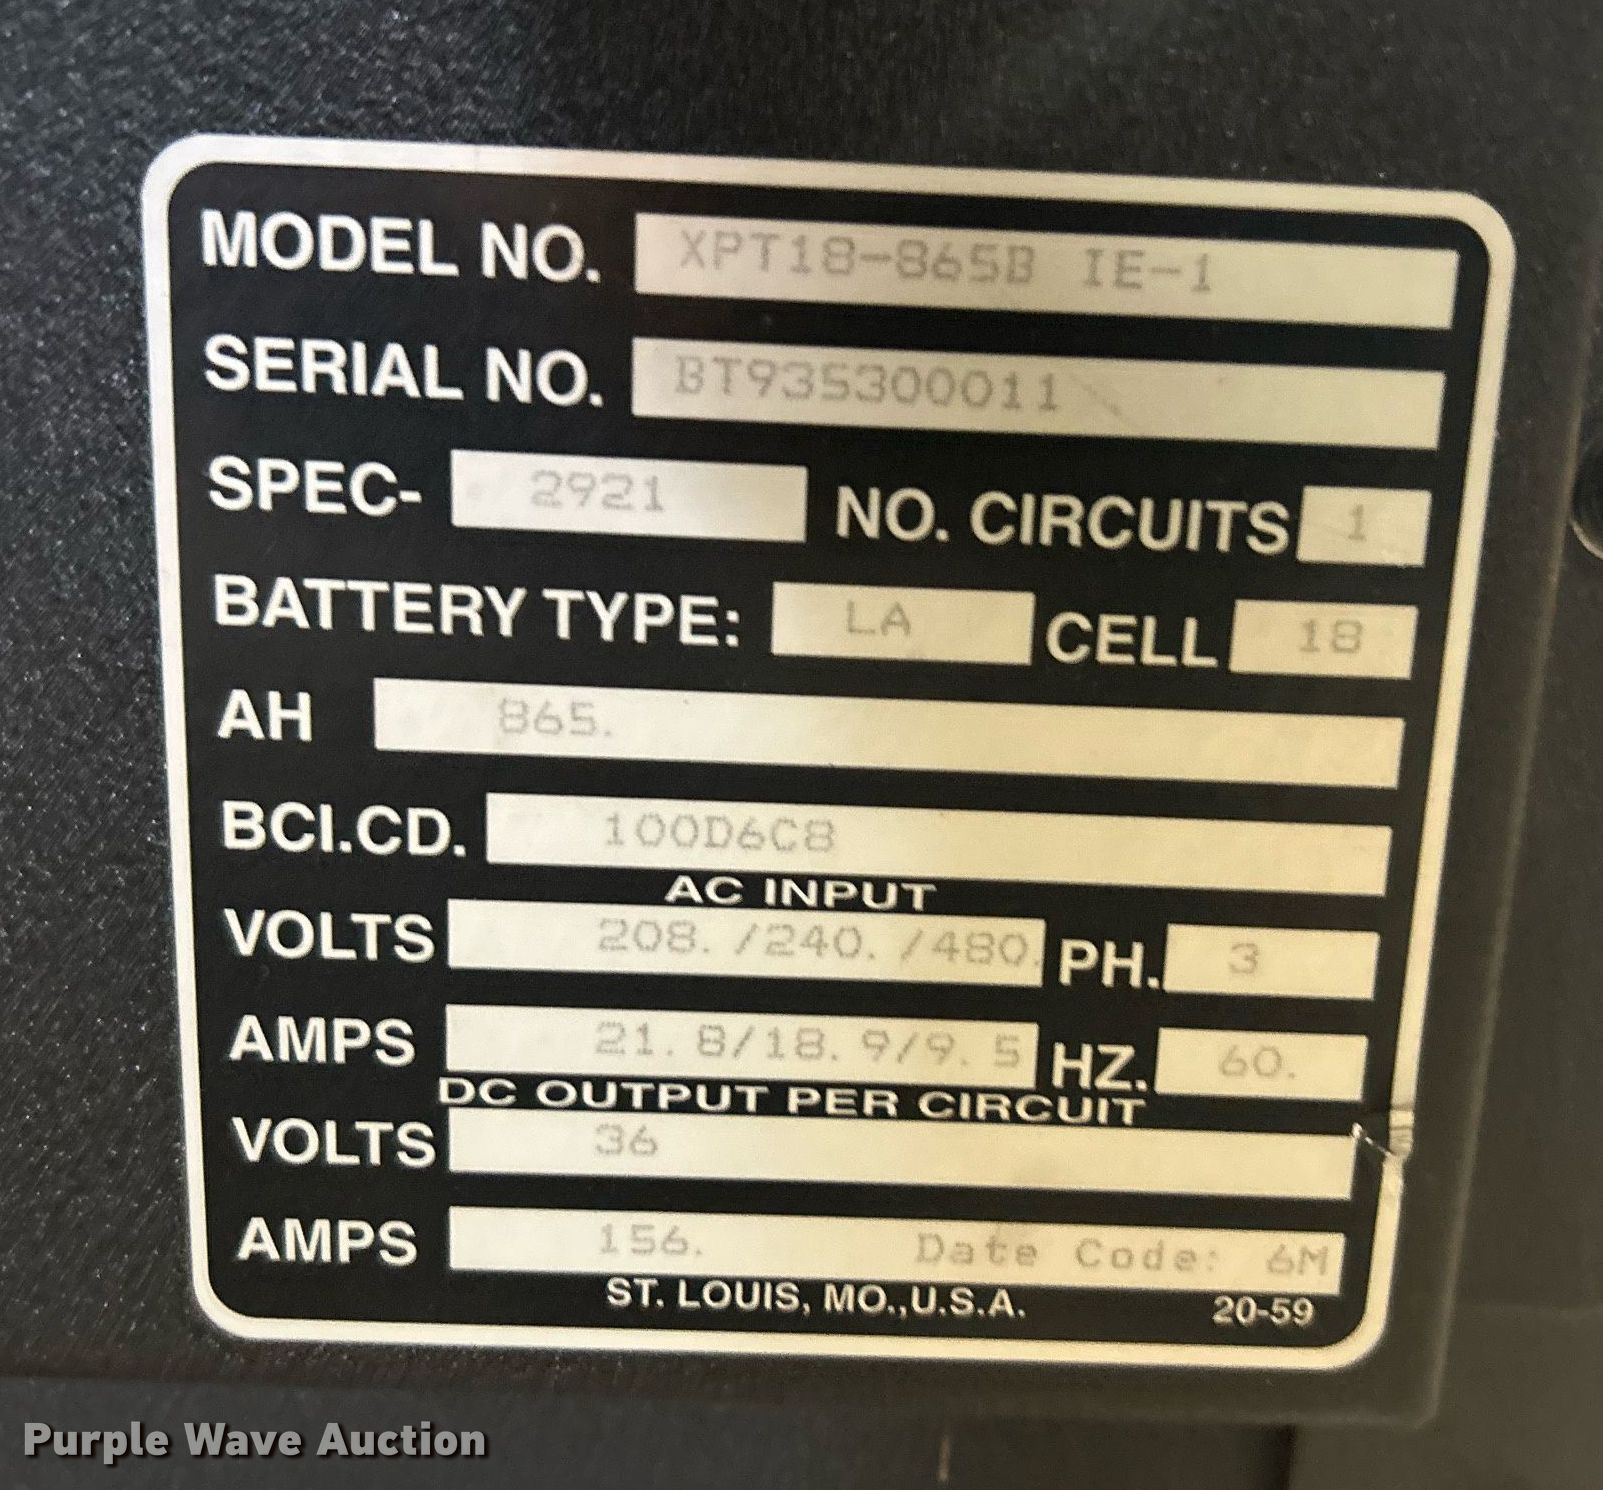 MODEL NO. XPT18-865B IE-1
SERIAL NO. BT935300011
SPEC- 2921 NO. CIRCUITS 1
BATTERY TYPE: LA CELL 18
AH 865.
BCI.CD. 100D6C8
AC INPUT
VOLTS 208. /240. /480. PH. 3
AMPS 21. 8/18. 9/9. 5 HZ. 60.
DC OUTPUT PER CIRCUIT
VOLTS 36
AMPS 156. Date Code: 6M
ST. LOUIS, MO.,U.S.A. 20-59
Purple Wave Auction